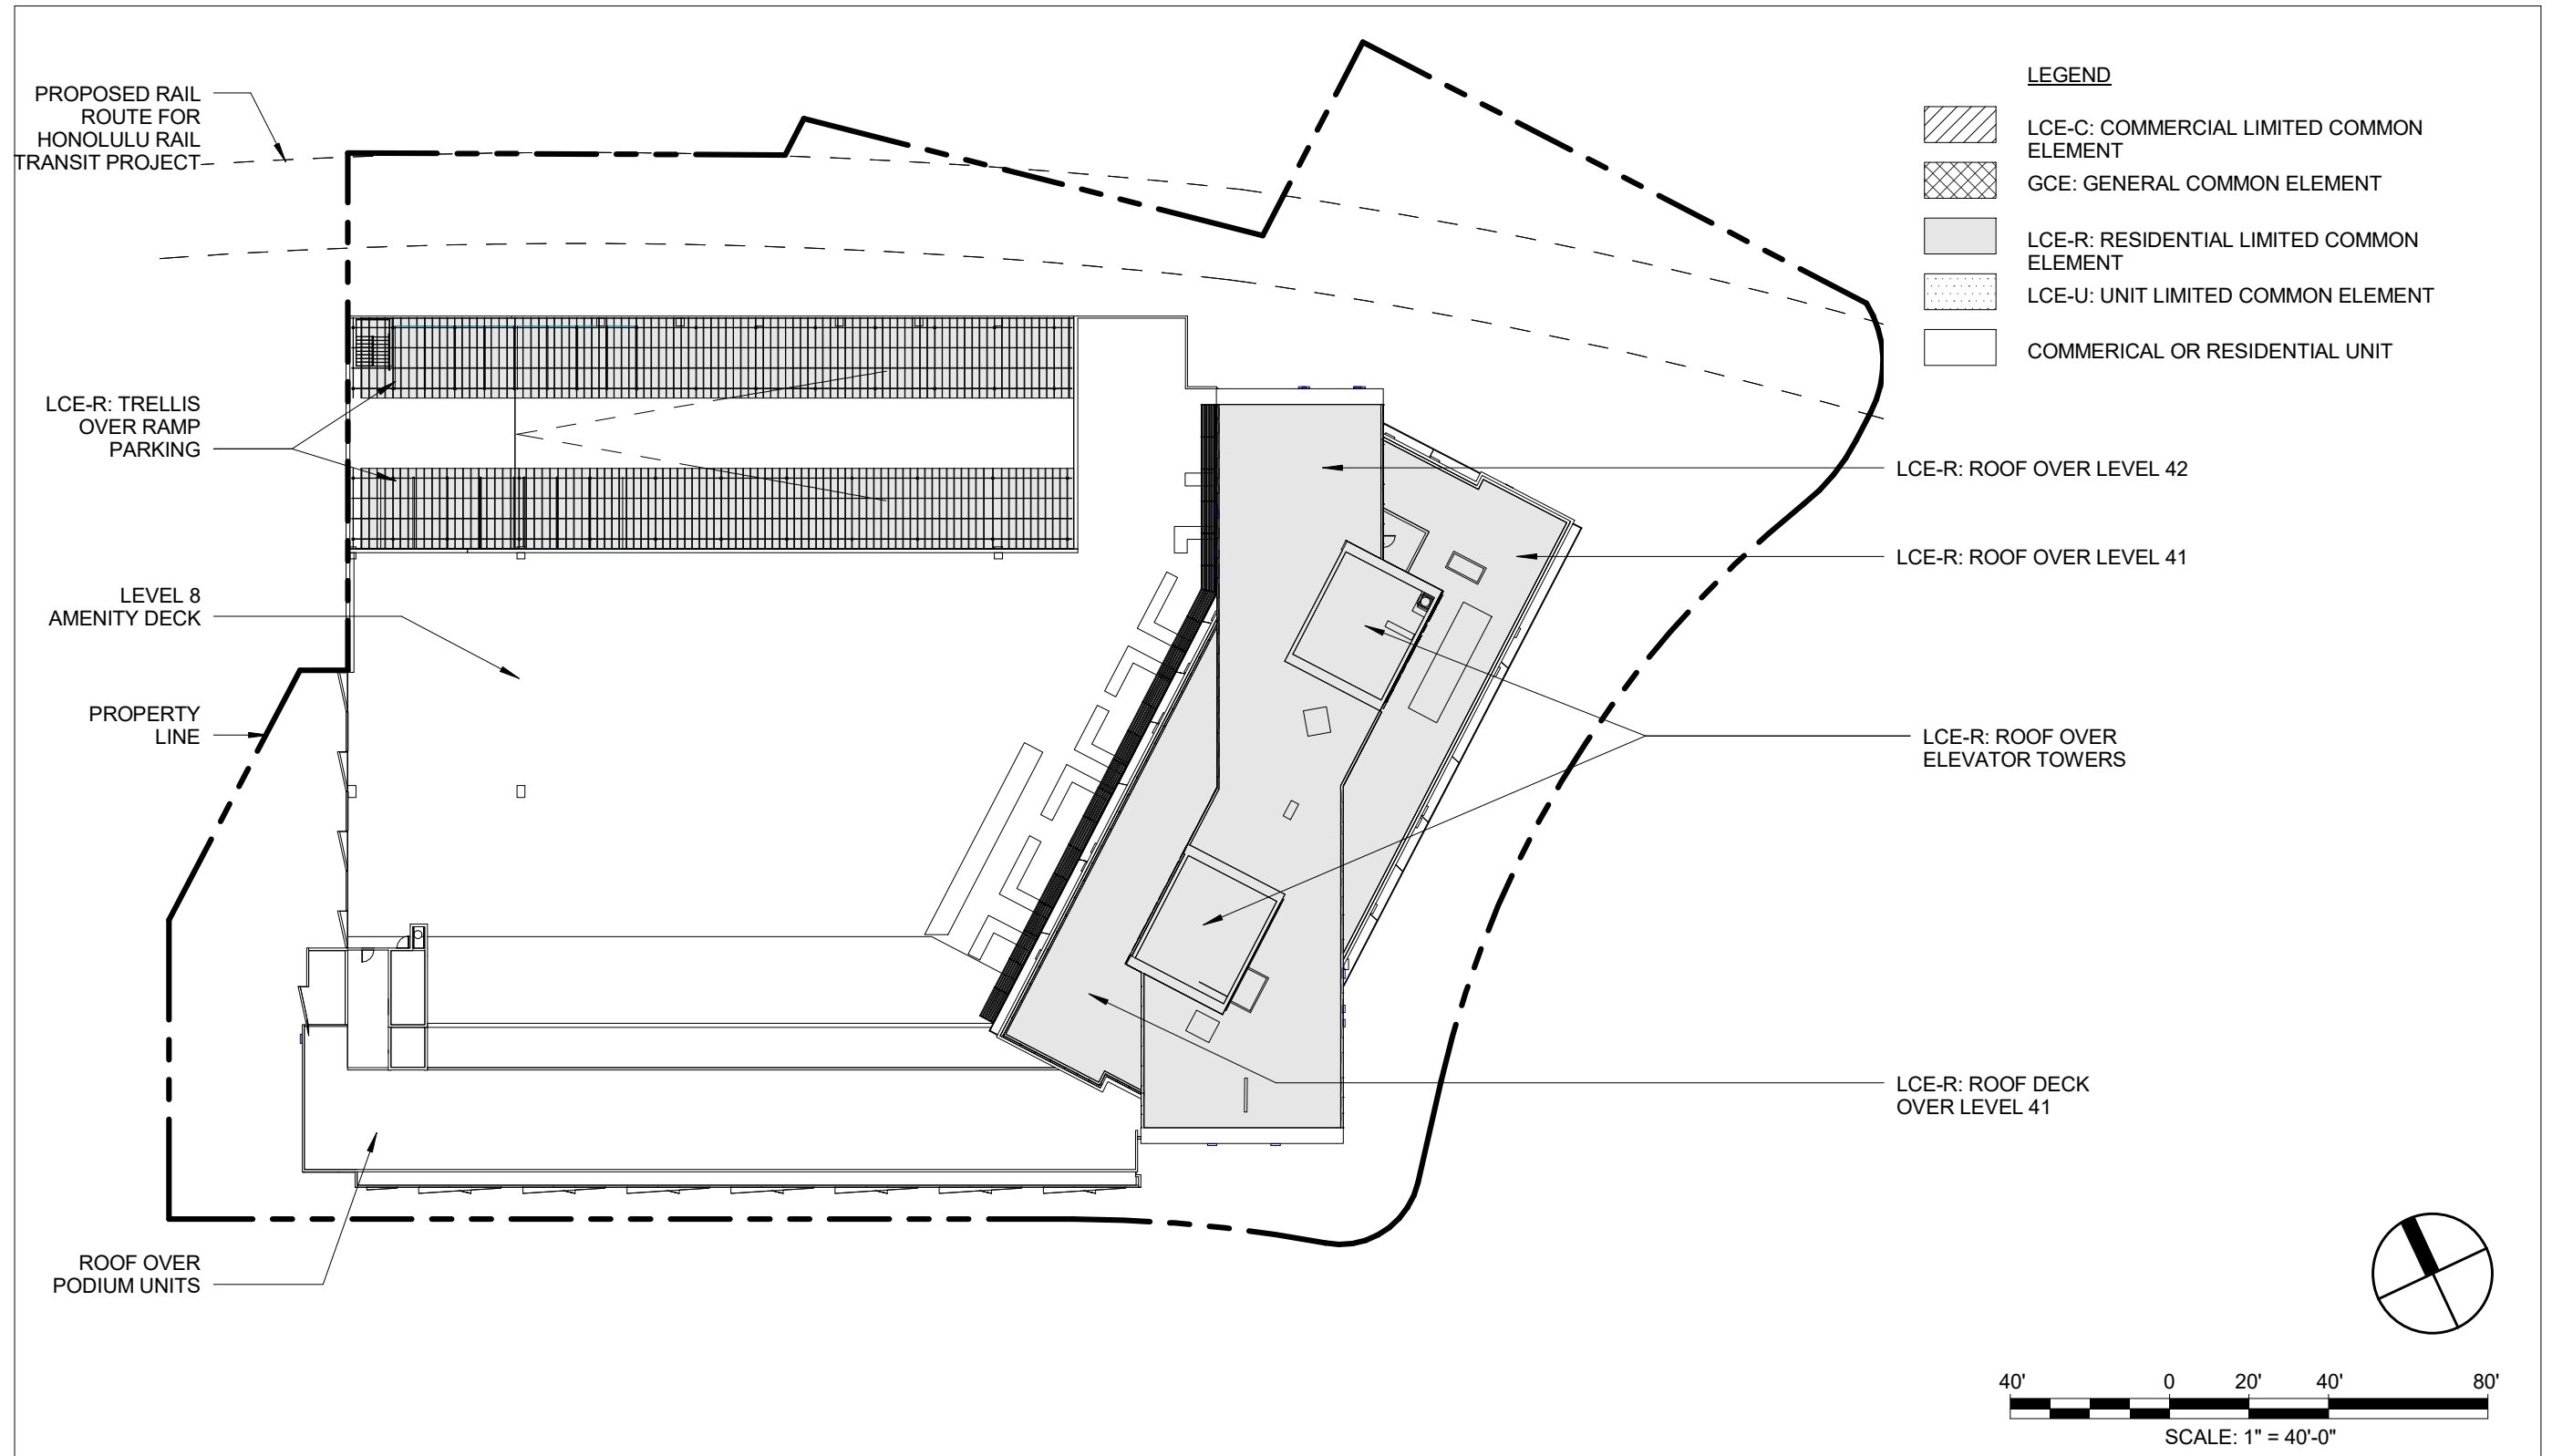 PROPOSED RAIL
ROUTE FOR
HONOLULU RAIL
TRANSIT PROJECT
LCE-R: TRELLIS
OVER RAMP
PARKING
LEVEL 8
AMENITY DECK
PROPERTY
LINE
ROOF OVER
PODIUM UNITS
LEGEND
LCE-C: COMMERCIAL LIMITED COMMON
ELEMENT
GCE: GENERAL COMMON ELEMENT
LCE-R: RESIDENTIAL LIMITED COMMON
ELEMENT
LCE-U: UNIT LIMITED COMMON ELEMENT
COMMERICAL OR RESIDENTIAL UNIT
LCE-R: ROOF OVER LEVEL 42
LCE-R: ROOF OVER LEVEL 41
LCE-R: ROOF OVER
ELEVATOR TOWERS
LCE-R: ROOF DECK
OVER LEVEL 41
40' 0 20' 40' 80'
SCALE: 1" = 40'-0"